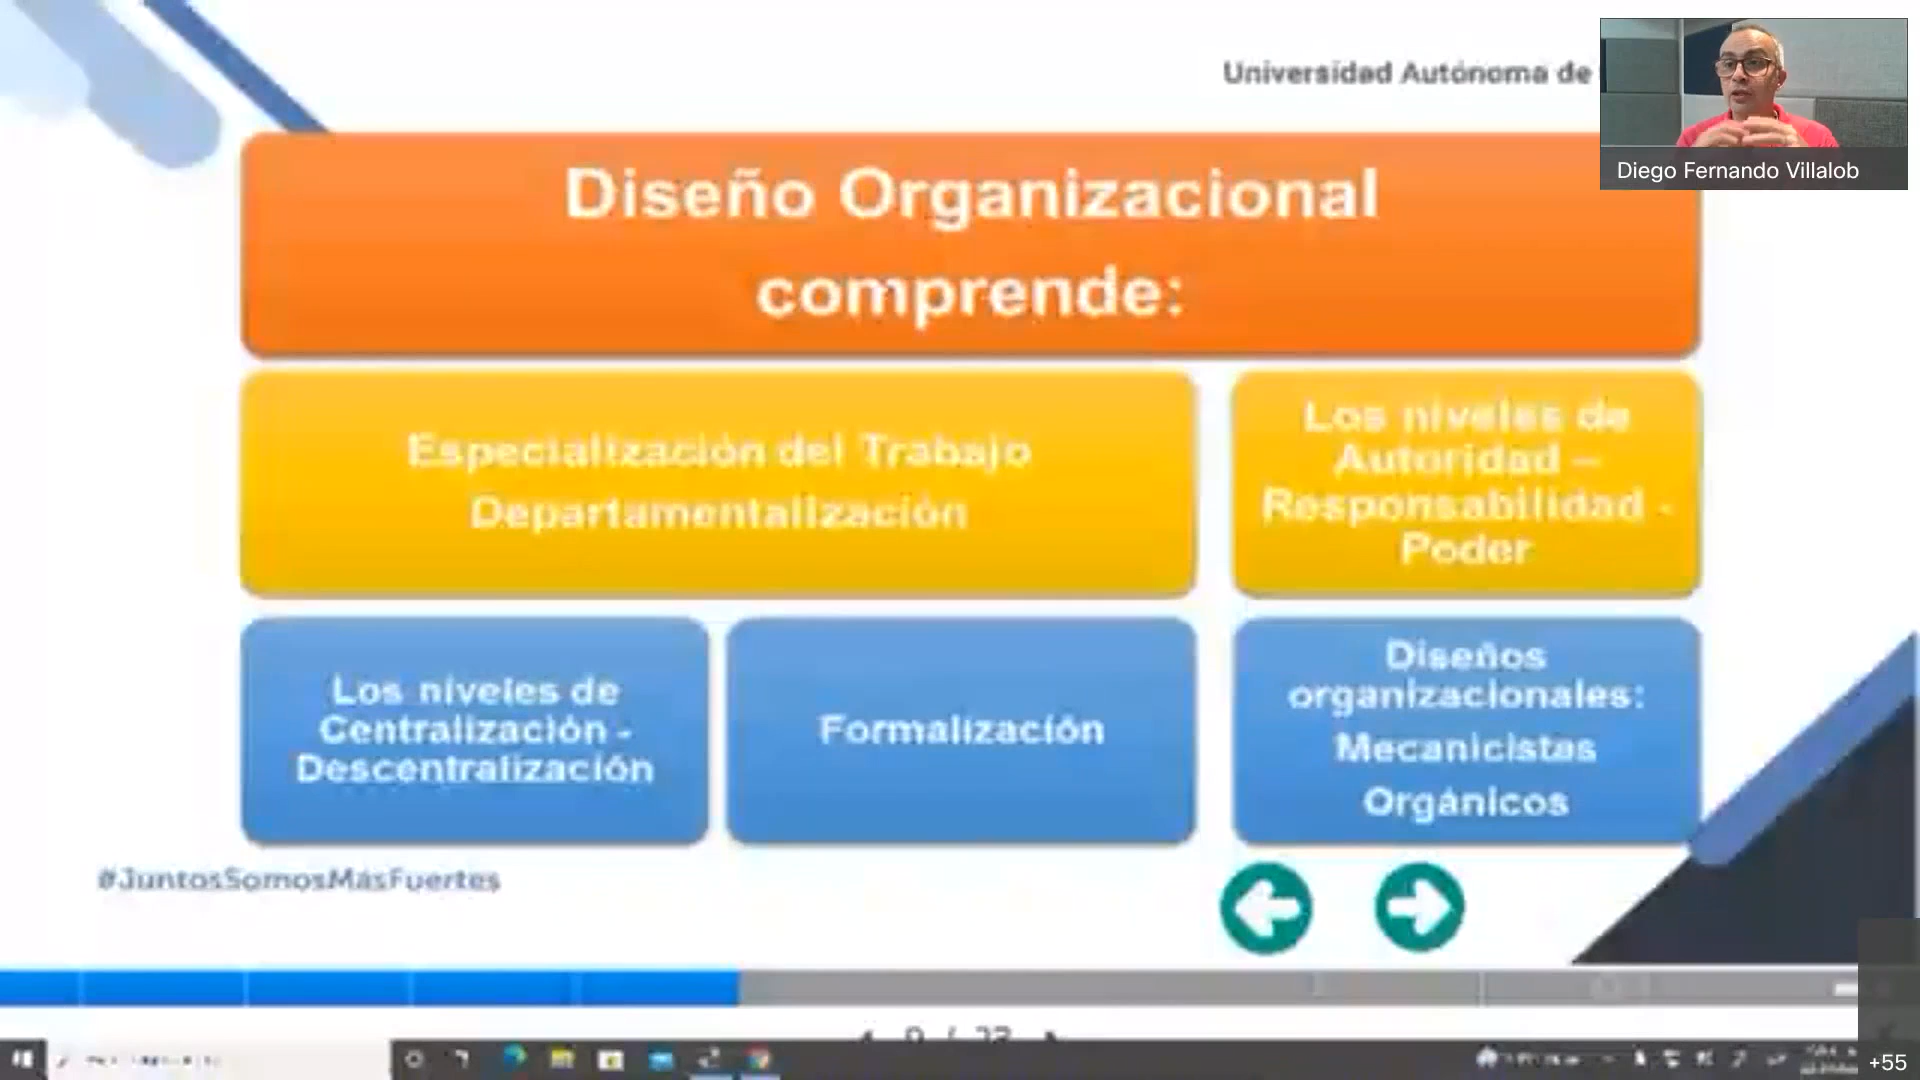 Universidad Autónoma de
Diego Fernando Villalob
Diseño Organizacional
comprende:
Especialización del Trabajo
Departamentalización
Los niveles de
Autoridad –
Responsabilidad -
Poder
Los niveles de
Centralización -
Descentralización
Formalización
Diseños
organizacionales:
Mecanicistas
Orgánicos
#JuntosSomosMásFuertes
+55